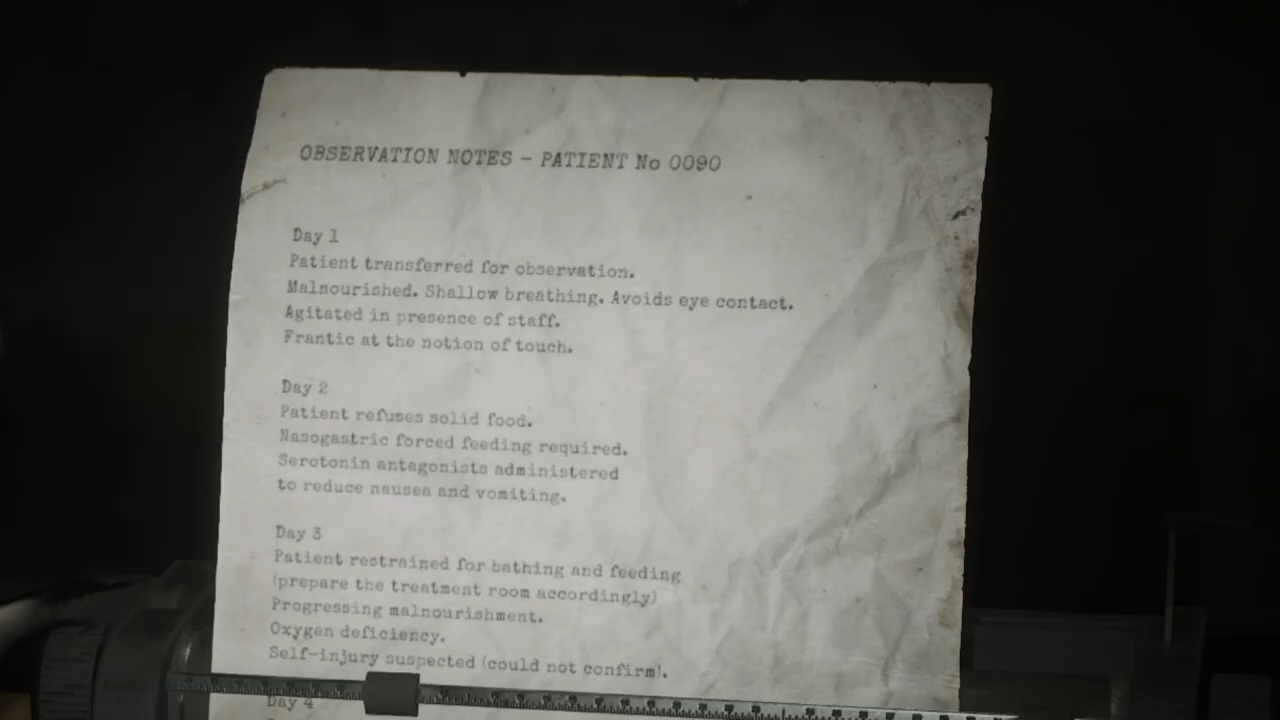 OBSERVATION NOTES - PATIENT No 0090
Day 1
Patient transferred for observation.
Malnourished. Shallow breathing. Avoids eye contact.
Agitated in presence of staff.
Frantic at the notion of touch.
Day 2
Patient refuses solid food.
Nasogastric forced feeding required.
Serotonin antagonists administered
to reduce nausea and vomiting.
Day 3
Patient restrained for bathing and feeding
(prepare the treatment room accordingly)
Progressing malnourishment.
Oxygen deficiency.
Self-injury suspected (could not confirm).
Day 4